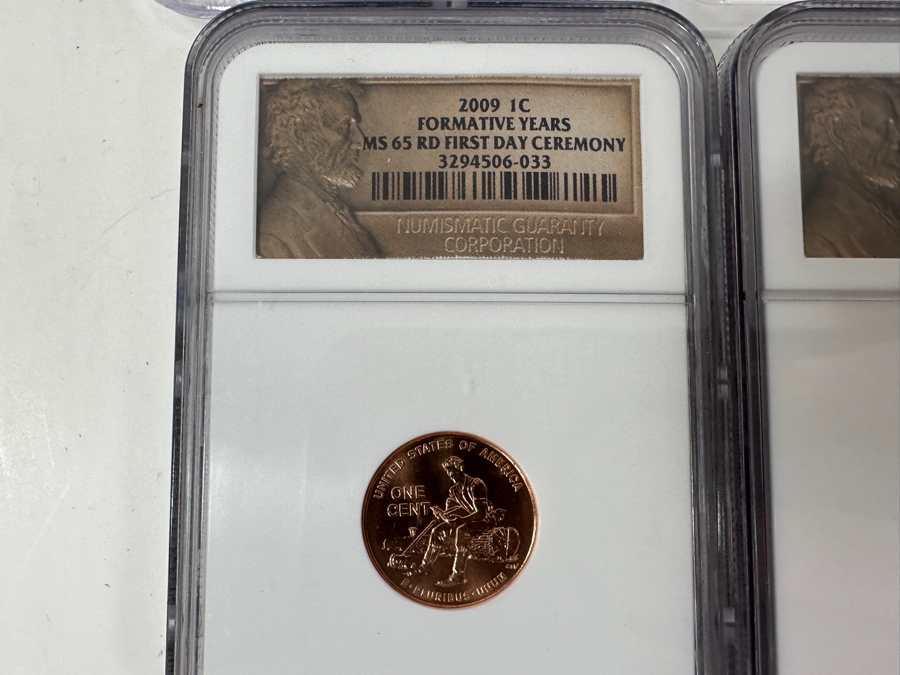 2009 1C
FORMATIVE YEARS
MS 65 RD FIRST DAY CEREMONY
3294506-033
NUMISMATIC GUARANTY
CORPORATION
UNITED STATES OF AMERICA
ONE
CENT
E · PLURIBUS · UNUM